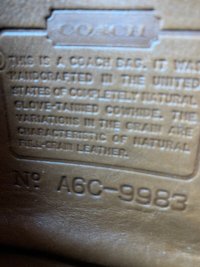 COACH
THIS IS A COACH BAG. IT WAS
HANDCRAFTED IN THE UNITED
STATES OF COMPLETELY NATURAL
GLOVE-TANNED COWHIDE. THE
VARIATIONS IN THE GRAIN ARE
CHARACTERISTIC OF NATURAL
FULL-GRAIN LEATHER.
Nº A6C-9983